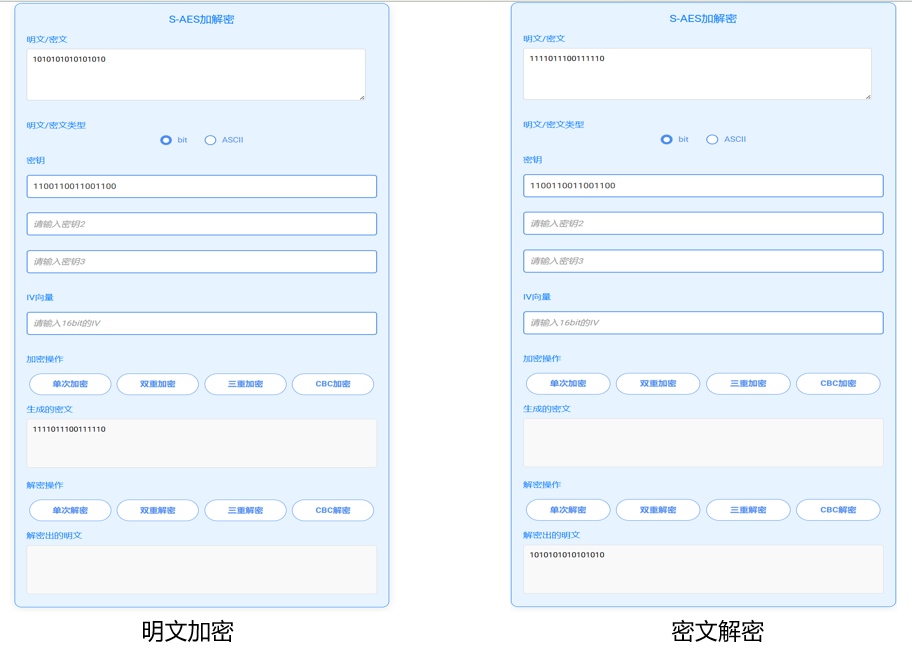 S-AES加解密
明文/密文
1010101010101010
明文/密文类型
bit ASCII
密钥
1100110011001100
请输入密钥2
请输入密钥3
IV向量
请输入16bit的IV
加密操作
单次加密 双重加密 三重加密 CBC加密
生成的密文
1111011100111110
解密操作
单次解密 双重解密 三重解密 CBC解密
解密出的明文
明文加密
S-AES加解密
明文/密文
1111011100111110
明文/密文类型
bit ASCII
密钥
1100110011001100
请输入密钥2
请输入密钥3
IV向量
请输入16bit的IV
加密操作
单次加密 双重加密 三重加密 CBC加密
生成的密文
解密操作
单次解密 双重解密 三重解密 CBC解密
解密出的明文
1010101010101010
密文解密